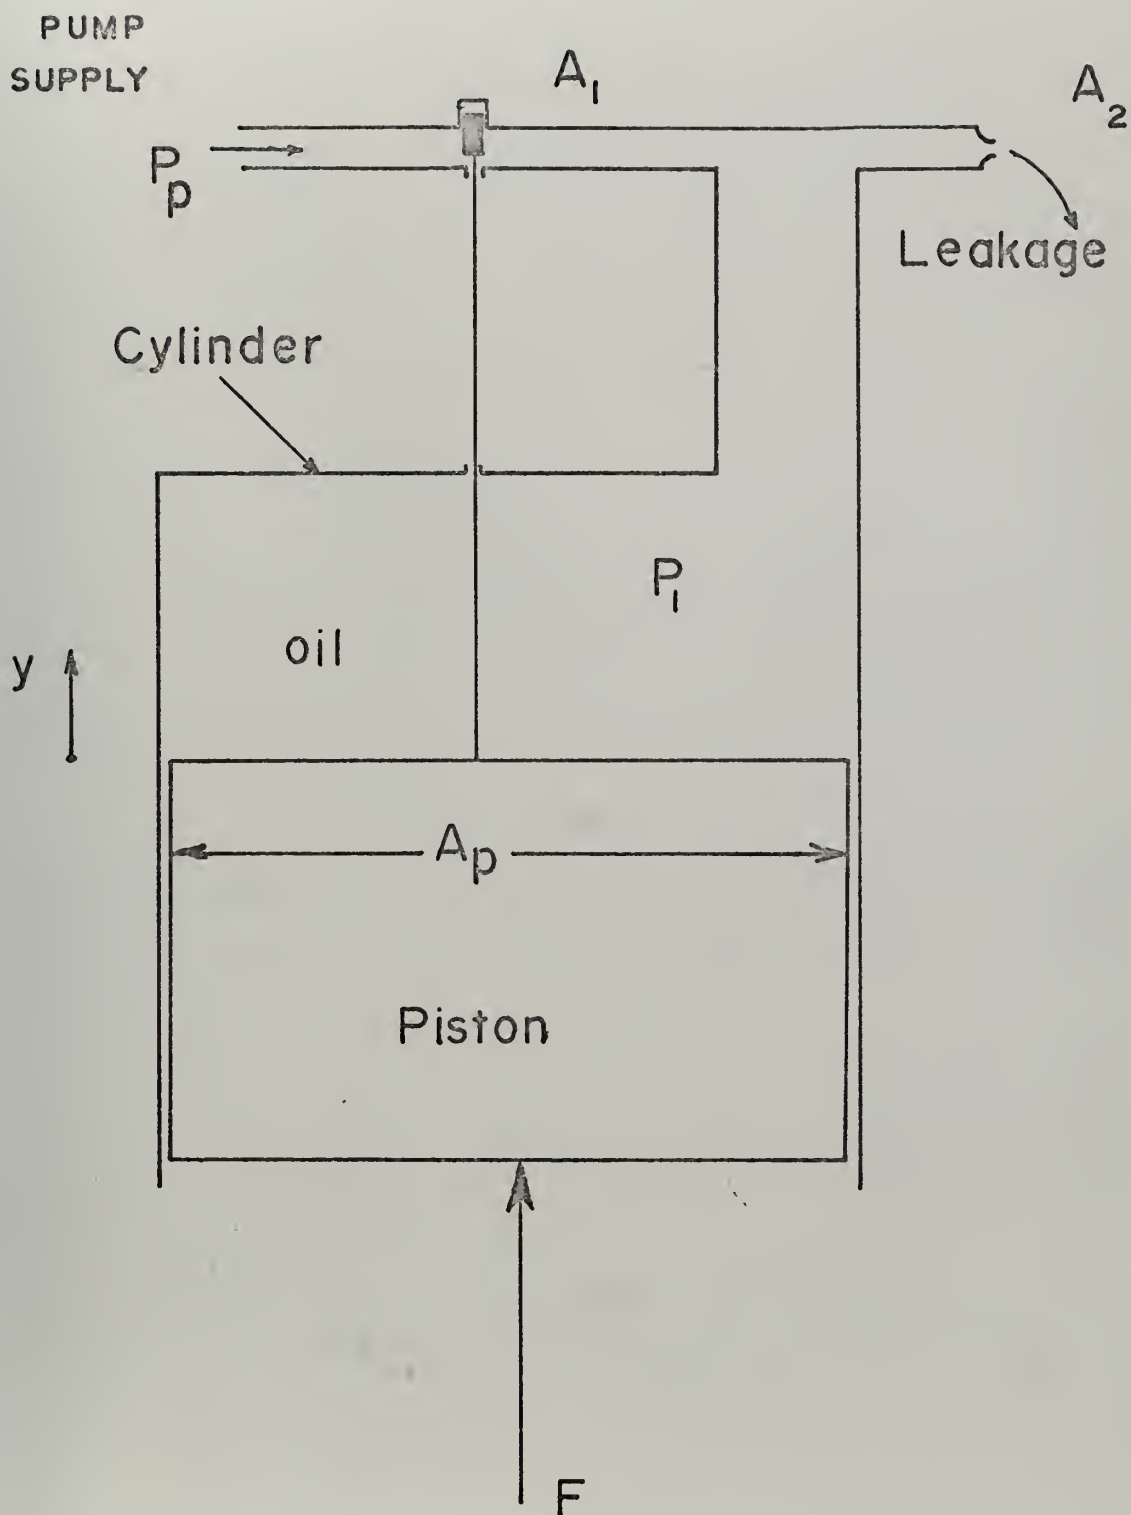 PUMP
SUPPLY
A₁
A₂
Pₚ
Leakage
Cylinder
P₁
oil
y
Aₚ
Piston
F